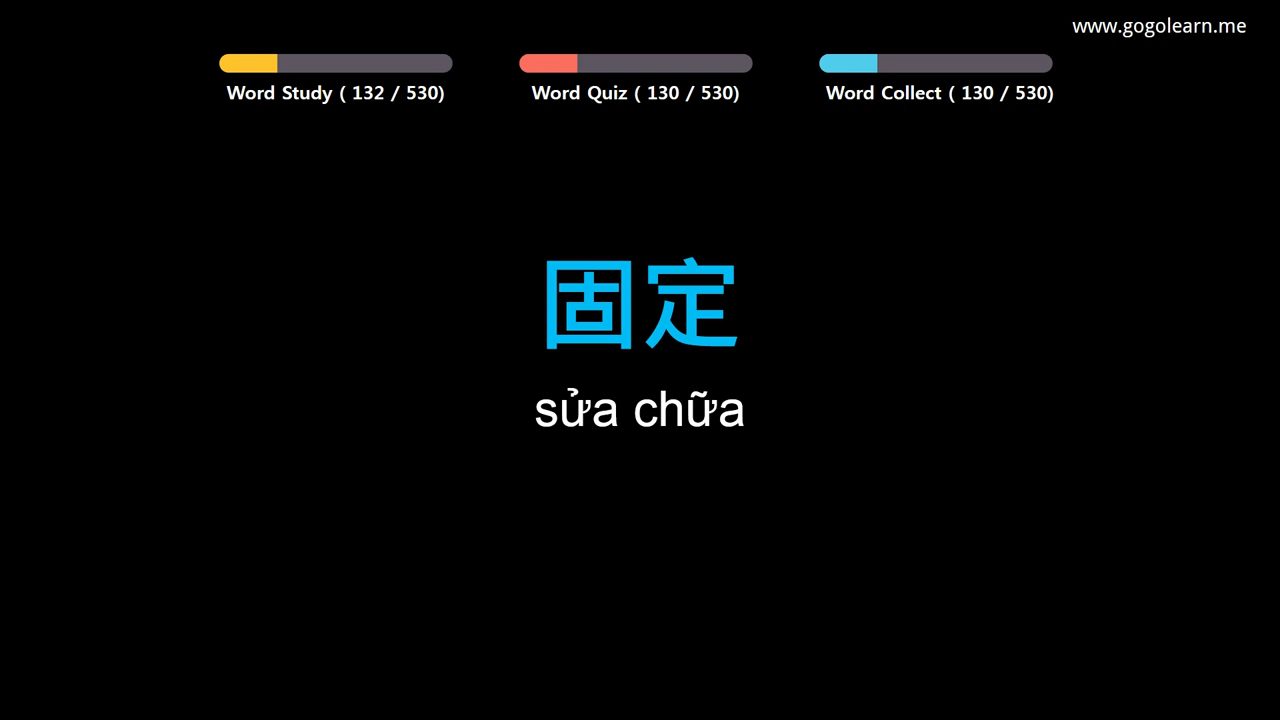 www.gogolearn.me
Word Study ( 132 / 530)
Word Quiz ( 130 / 530)
Word Collect ( 130 / 530)
固定
sửa chữa